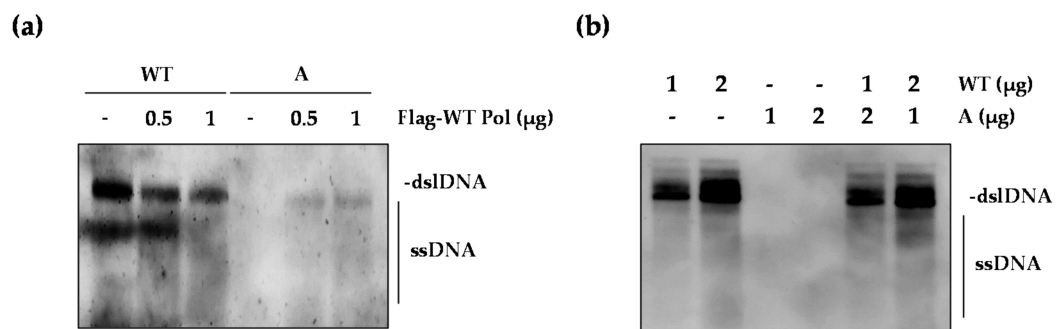 (a)
WT A
- 0.5 1 - 0.5 1 Flag-WT Pol (μg)
-dslDNA
ssDNA
(b)
1 2 - - 1 2 WT (μg)
- - 1 2 2 1 A (μg)
-dslDNA
ssDNA